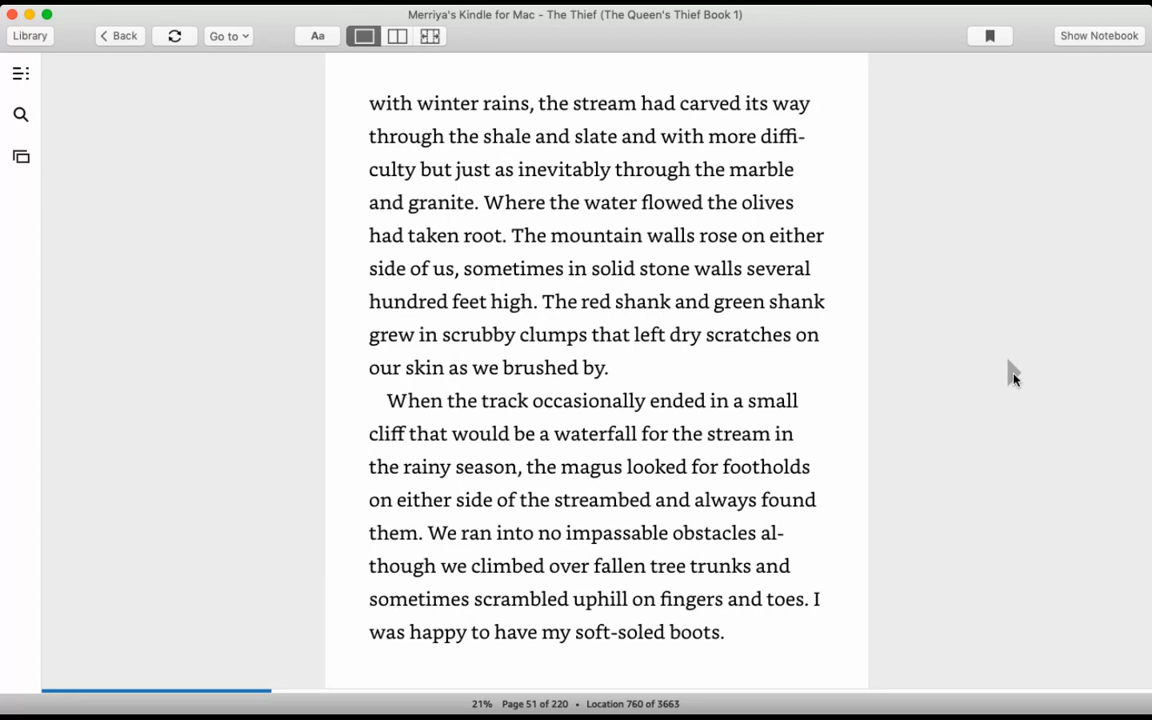 Merriya's Kindle for Mac - The Thief (The Queen's Thief Book 1)
Library
Back
Go to
Aa
Show Notebook
with winter rains, the stream had carved its way
through the shale and slate and with more diffi-
culty but just as inevitably through the marble
and granite. Where the water flowed the olives
had taken root. The mountain walls rose on either
side of us, sometimes in solid stone walls several
hundred feet high. The red shank and green shank
grew in scrubby clumps that left dry scratches on
our skin as we brushed by.
When the track occasionally ended in a small
cliff that would be a waterfall for the stream in
the rainy season, the magus looked for footholds
on either side of the streambed and always found
them. We ran into no impassable obstacles al-
though we climbed over fallen tree trunks and
sometimes scrambled uphill on fingers and toes. I
was happy to have my soft-soled boots.
21% Page 51 of 220 • Location 760 of 3663